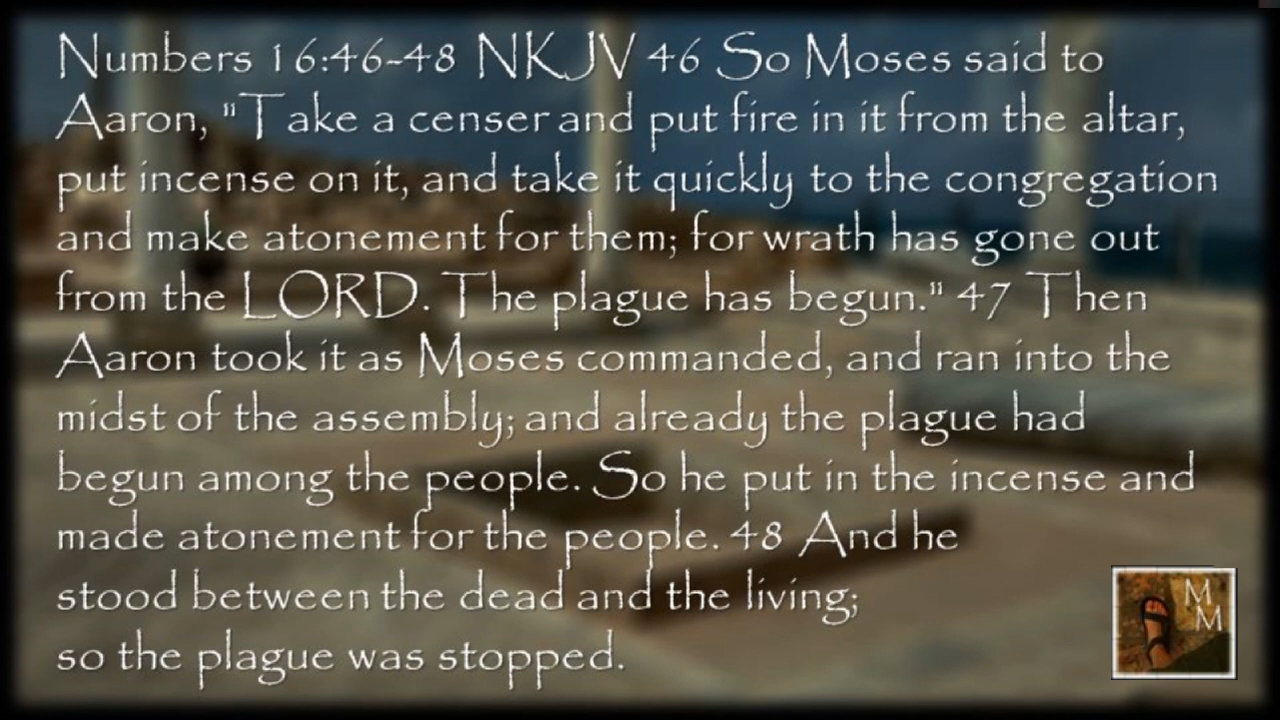 Numbers 16:46-48 NKJV 46 So Moses said to
Aaron, "Take a censer and put fire in it from the altar,
put incense on it, and take it quickly to the congregation
and make atonement for them; for wrath has gone out
from the LORD. The plague has begun." 47 Then
Aaron took it as Moses commanded, and ran into the
midst of the assembly; and already the plague had
begun among the people. So he put in the incense and
made atonement for the people. 48 And he
stood between the dead and the living;
so the plague was stopped.
M
M